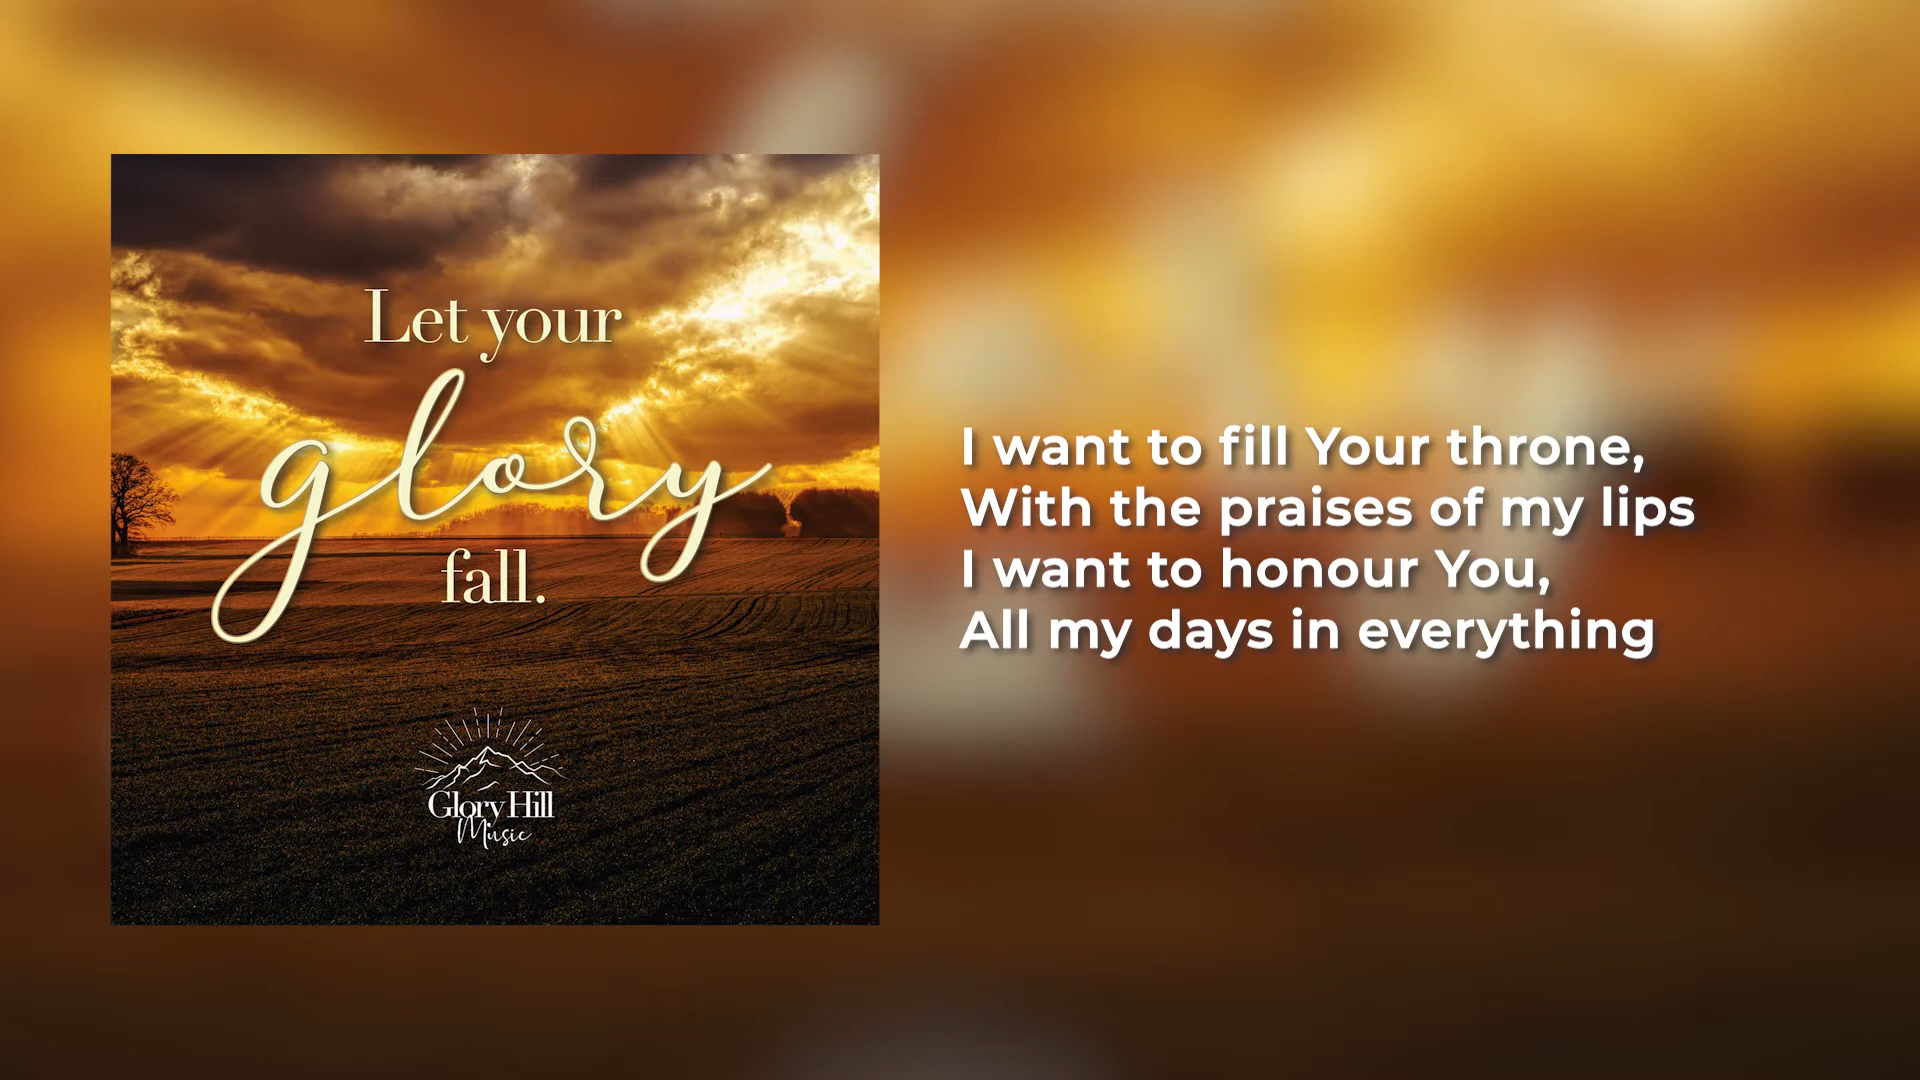 Let your
glory
fall.
Glory Hill
Music
I want to fill Your throne,
With the praises of my lips
I want to honour You,
All my days in everything